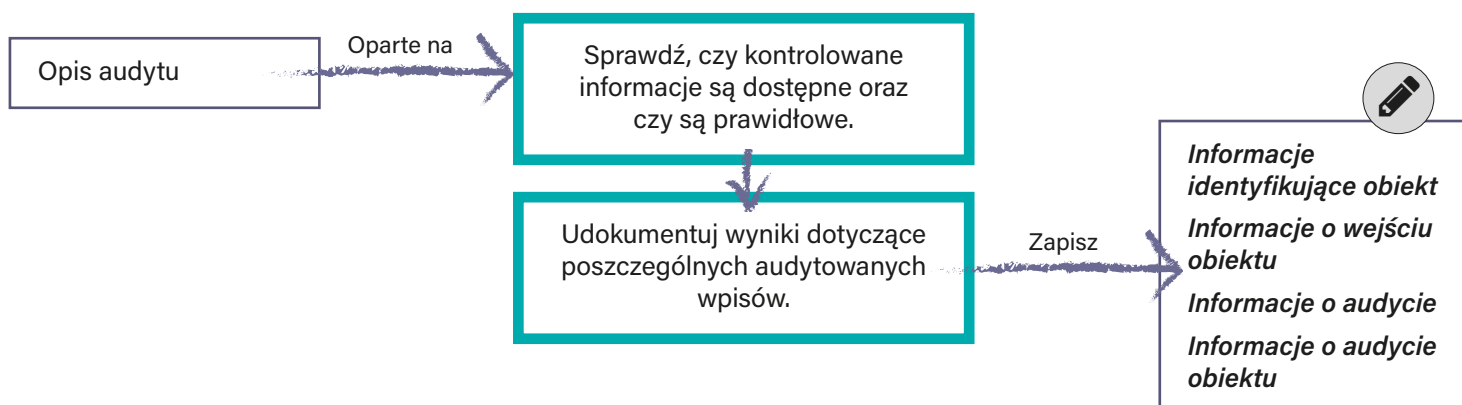 Opis audytu
Oparte na
Sprawdź, czy kontrolowane
informacje są dostępne oraz
czy są prawidłowe.
Udokumentuj wyniki dotyczące
poszczególnych audytowanych
wpisów.
Zapisz
Informacje
identyfikujące obiekt
Informacje o wejściu
obiektu
Informacje o audycie
Informacje o audycie
obiektu